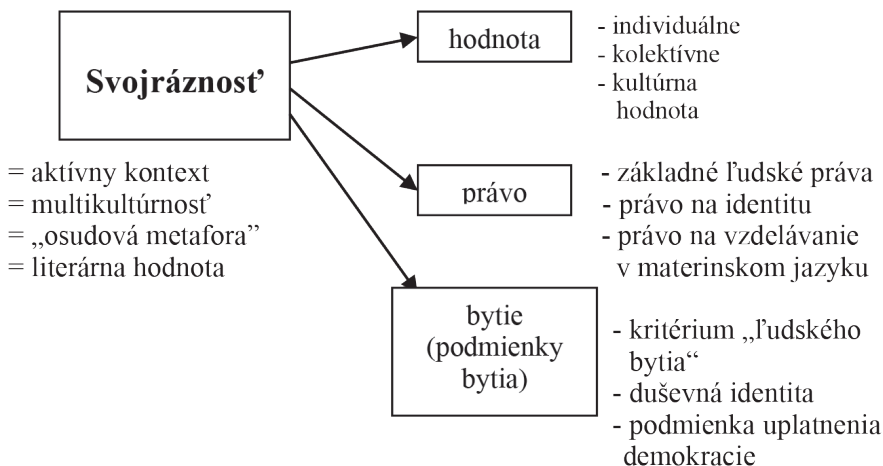 Svojráznosť
= aktívny kontext
= multikultúrnosť
= „osudová metafora”
= literárna hodnota
hodnota
- individuálne
- kolektívne
- kultúrna
hodnota
právo
- základné ľudské práva
- právo na identitu
- právo na vzdelávanie
v materinskom jazyku
bytie
(podmienky
bytia)
- kritérium „ľudského
bytia“
- duševná identita
- podmienka uplatnenia
demokracie